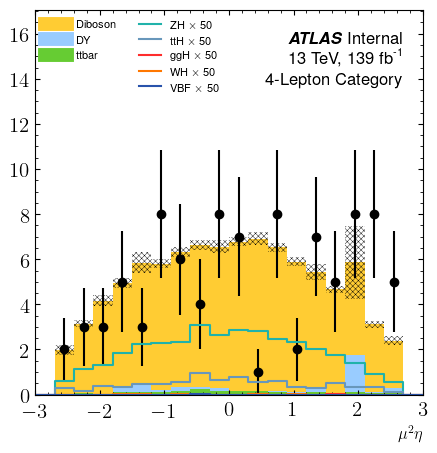 Diboson
DY
ttbar
ZH × 50
ttH × 50
ggH × 50
WH × 50
VBF × 50
ATLAS Internal
13 TeV, 139 fb⁻¹
4-Lepton Category
16
14
12
10
8
6
4
2
0
−3 −2 −1 0 1 2 3
μ²η